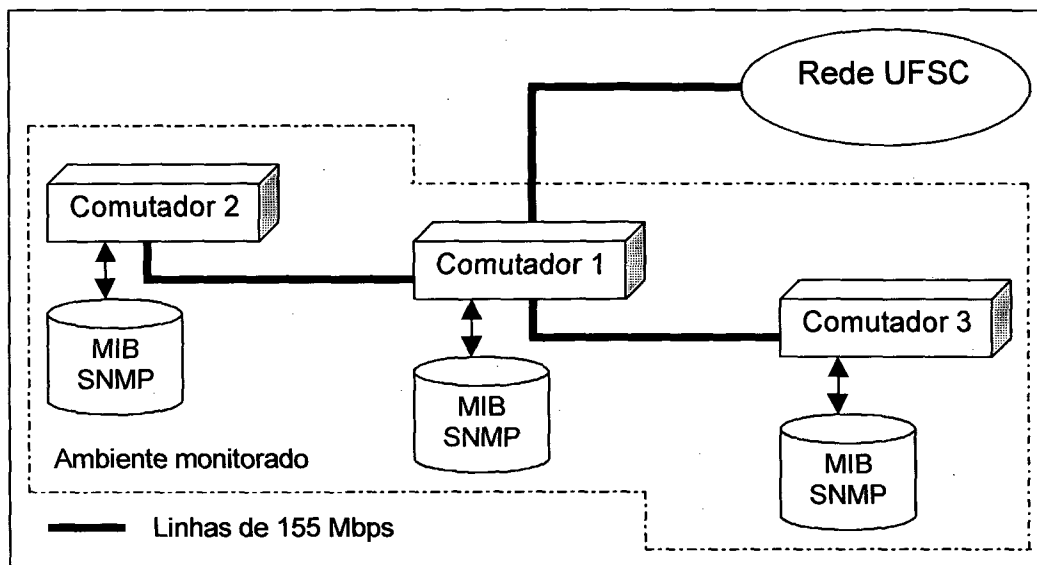 Rede UFSC
Comutador 2
Comutador 1
Comutador 3
MIB
SNMP
MIB
SNMP
MIB
SNMP
Ambiente monitorado
Linhas de 155 Mbps